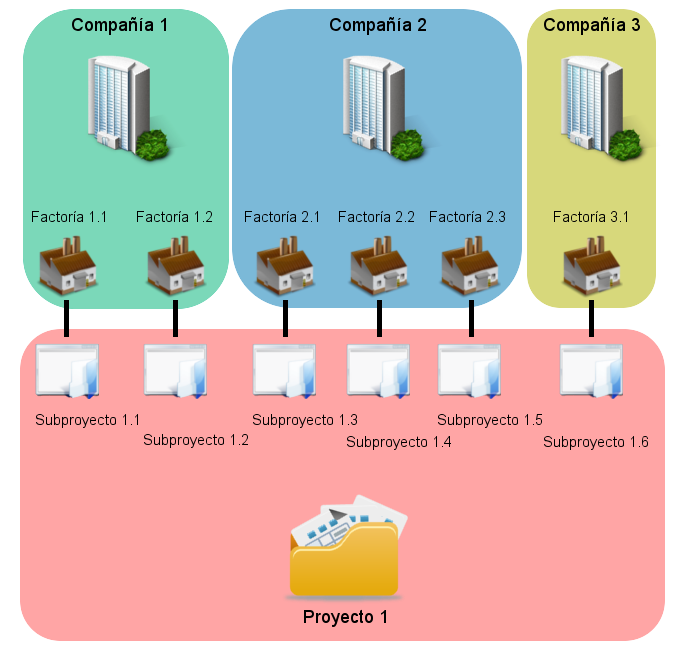 Compañía 1
Compañía 2
Compañía 3
Factoría 1.1
Factoría 1.2
Factoría 2.1
Factoría 2.2
Factoría 2.3
Factoría 3.1
Subproyecto 1.1
Subproyecto 1.2
Subproyecto 1.3
Subproyecto 1.4
Subproyecto 1.5
Subproyecto 1.6
Proyecto 1